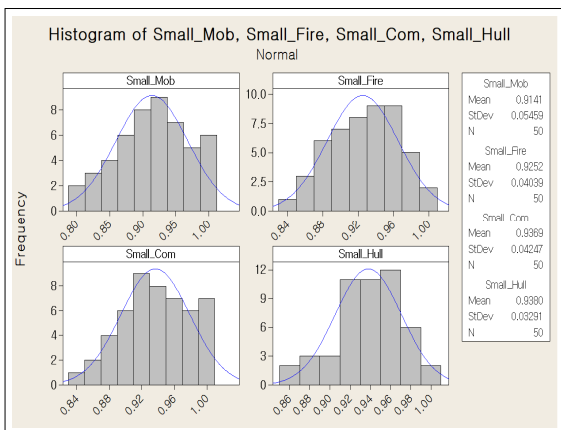 Histogram of Small_Mob, Small_Fire, Small_Com, Small_Hull
Normal
Frequency
Small_Mob
8
6
4
2
0
0.80 0.85 0.90 0.95 1.00
Small_Fire
10.0
7.5
5.0
2.5
0.0
0.84 0.88 0.92 0.96 1.00
Small_Com
8
6
4
2
0
0.84 0.88 0.92 0.96 1.00
Small_Hull
12
9
6
3
0
0.86 0.88 0.90 0.92 0.94 0.96 0.98 1.00
Small_Mob
Mean 0.9141
StDev 0.05459
N 50
Small_Fire
Mean 0.9252
StDev 0.04039
N 50
Small_Com
Mean 0.9369
StDev 0.04247
N 50
Small_Hull
Mean 0.9380
StDev 0.03291
N 50